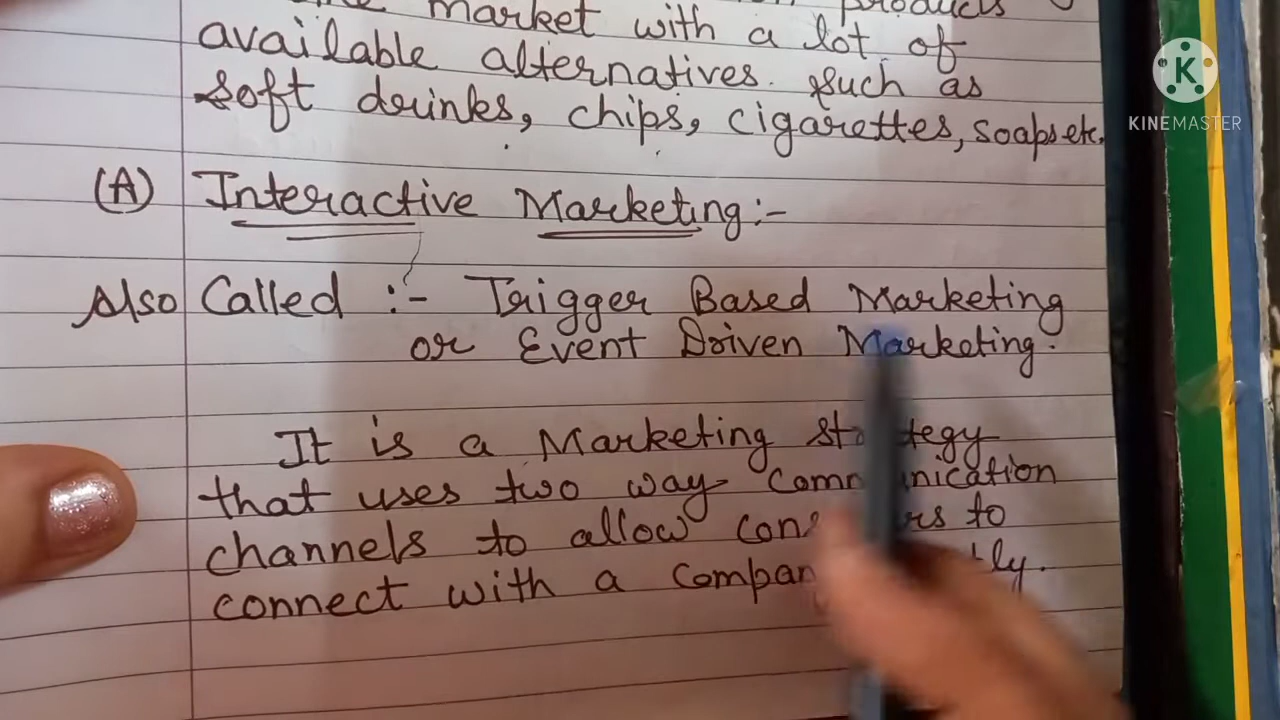 market with a lot of
available alternatives. such as
soft drinks, chips, cigarettes, soaps etc.
(A) Interactive Marketing:-
Also Called :- Trigger Based Marketing
or Event Driven Marketing.
It is a Marketing strategy
that uses two way communication
channels to allow
connect with a
K
KINEMASTER